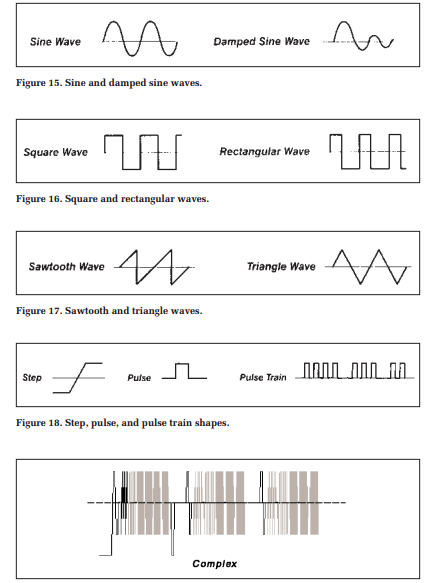 Sine Wave
Damped Sine Wave
Figure 15. Sine and damped sine waves.
Square Wave
Rectangular Wave
Figure 16. Square and rectangular waves.
Sawtooth Wave
Triangle Wave
Figure 17. Sawtooth and triangle waves.
Step
Pulse
Pulse Train
Figure 18. Step, pulse, and pulse train shapes.
Complex